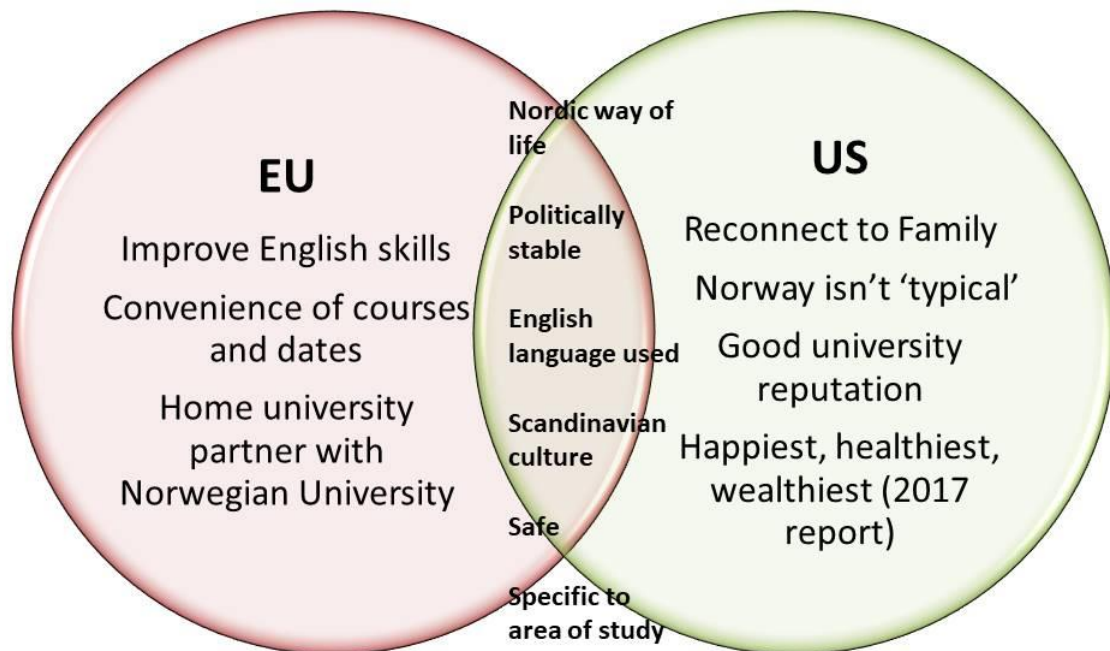 EU
Improve English skills
Convenience of courses
and dates
Home university
partner with
Norwegian University
Nordic way of
life
Politically
stable
English
language used
Scandinavian
culture
Safe
Specific to
area of study
US
Reconnect to Family
Norway isn’t ‘typical’
Good university
reputation
Happiest, healthiest,
wealthiest (2017
report)